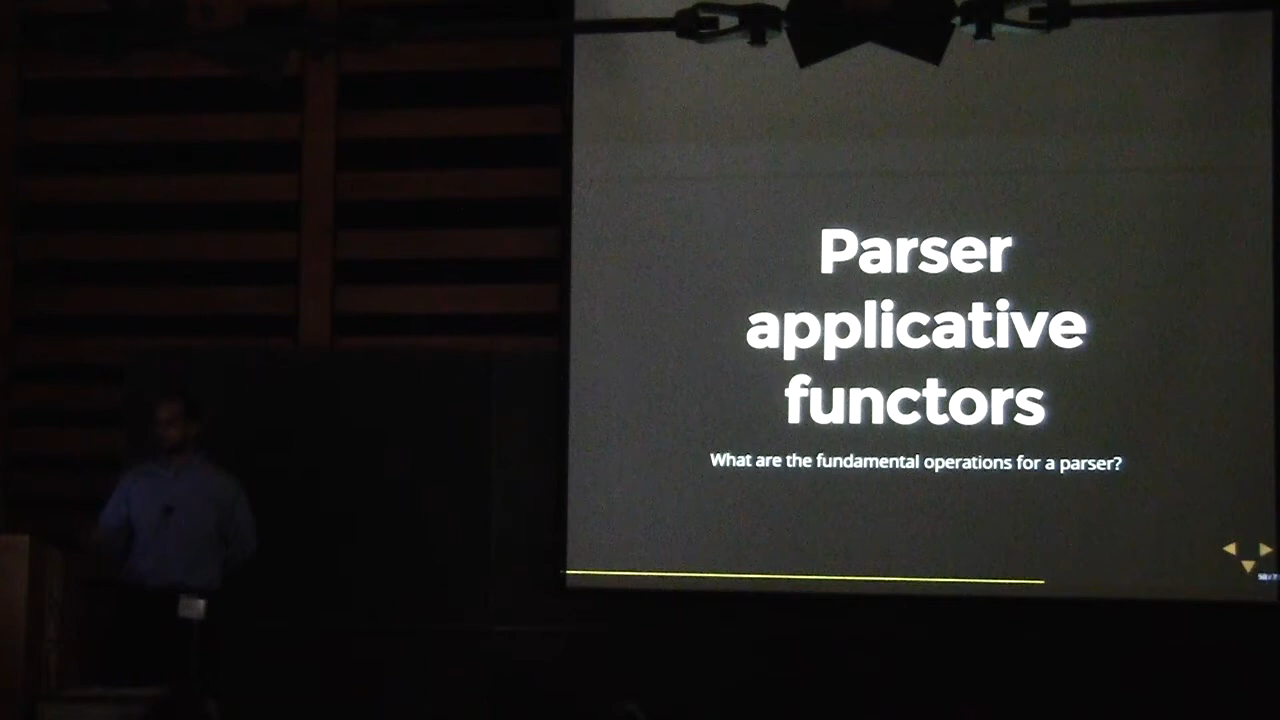 Parser
applicative
functors
What are the fundamental operations for a parser?